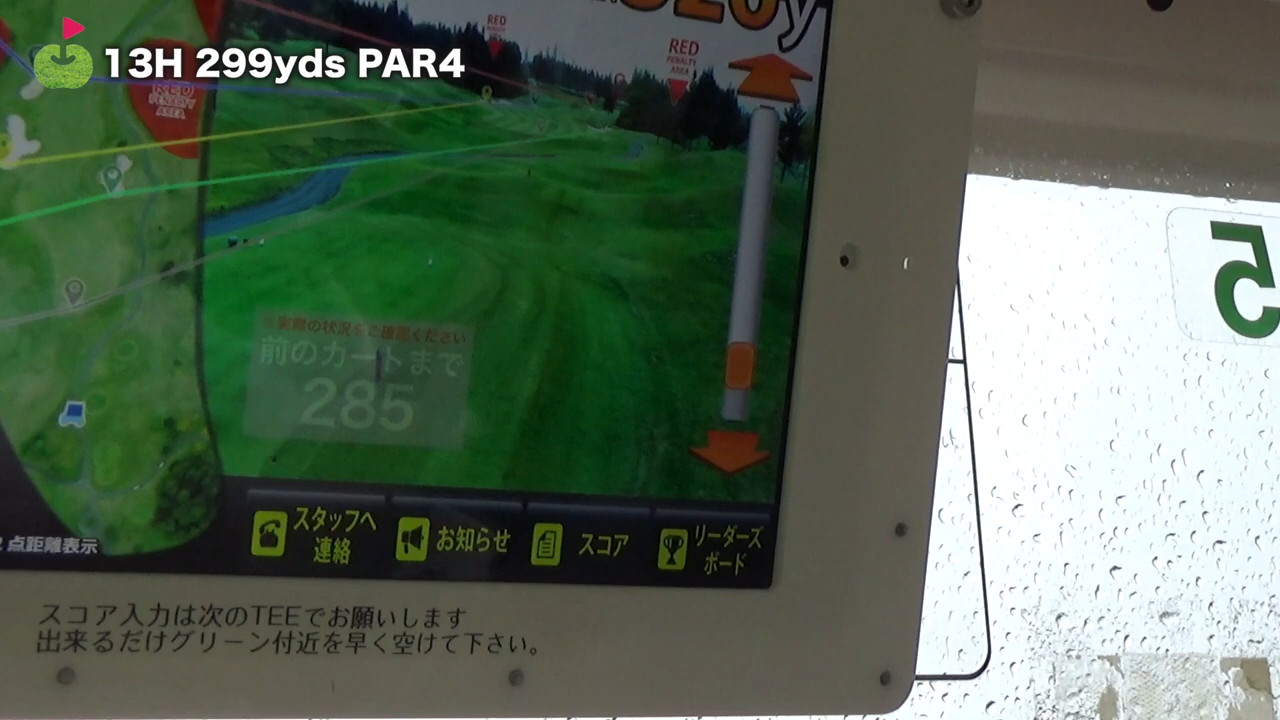 13H 299yds PAR4
RED
PENALTY
AREA
RED
PENALTY
AREA
RED
PENALTY
AREA
※実際の状況をご確認ください
前のカートまで
285
点距離表示
スタッフへ
連絡
お知らせ
スコア
リーダーズ
ボード
スコア入力は次のTEEでお願いします
出来るだけグリーン付近を早く空けて下さい。
5